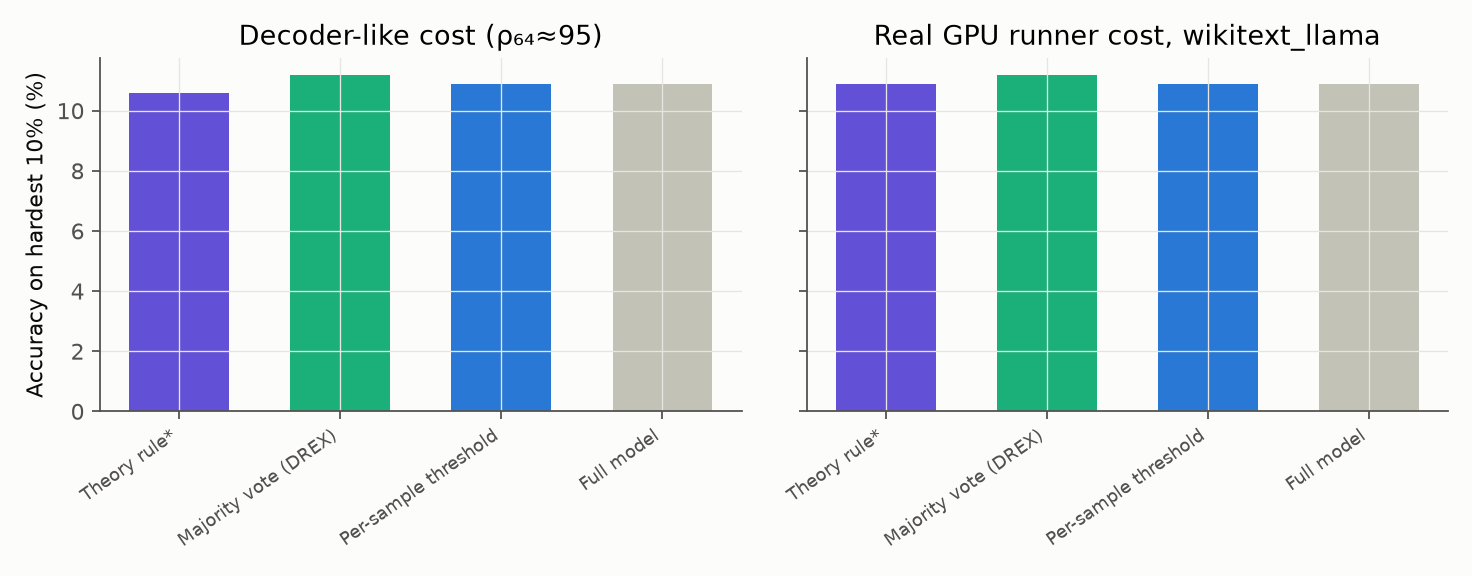 Decoder-like cost (ρ₆₄≈95)
Accuracy on hardest 10% (%)
10
8
6
4
2
0
Theory rule*
Majority vote (DREX)
Per-sample threshold
Full model
Real GPU runner cost, wikitext_llama
Theory rule*
Majority vote (DREX)
Per-sample threshold
Full model